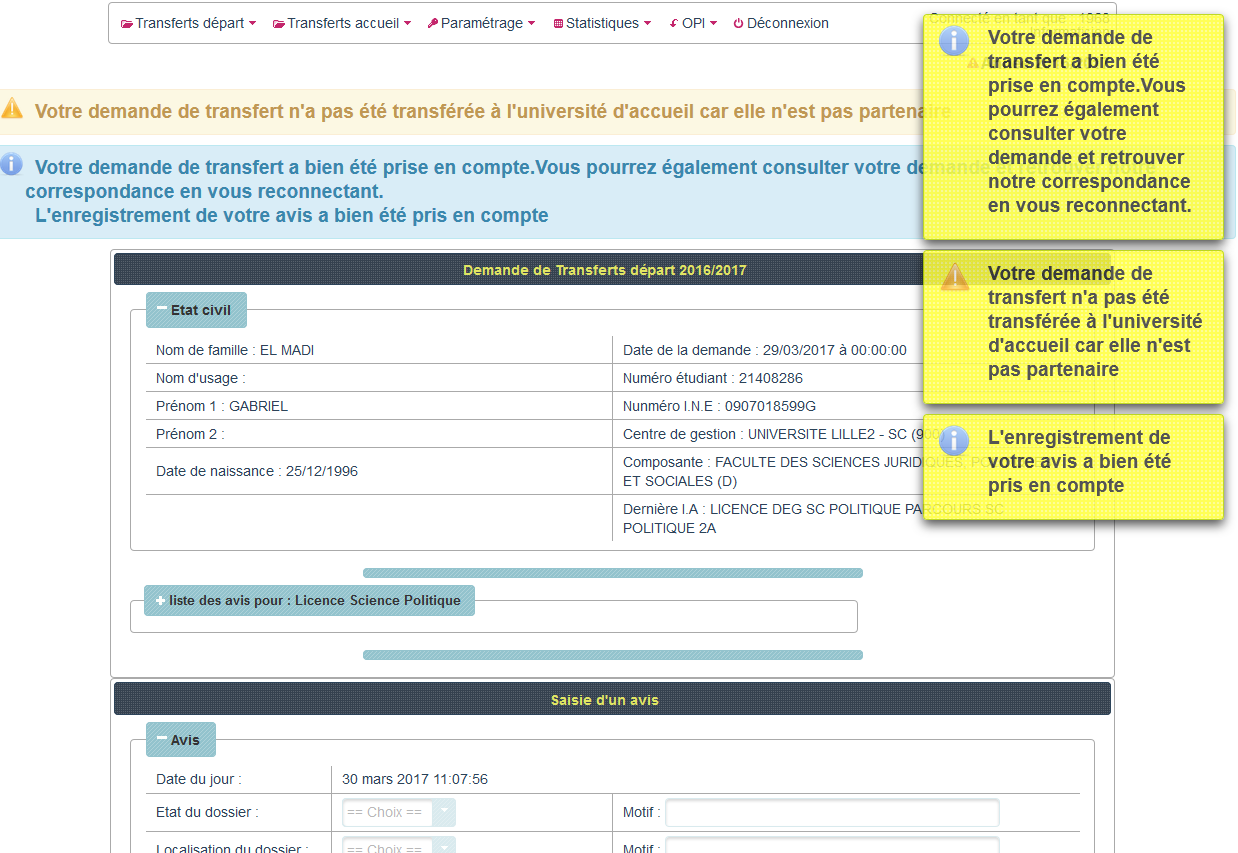 Transferts départ Transferts accueil Paramétrage Statistiques OPI Déconnexion
Connecté en tant que : 1968
Votre demande de transfert n'a pas été transférée à l'université d'accueil car elle n'est pas partenaire
Votre demande de transfert a bien été prise en compte.Vous pourrez également consulter votre demande et retrouver notre
correspondance en vous reconnectant.
L'enregistrement de votre avis a bien été pris en compte
Votre demande de
transfert a bien été
prise en compte.Vous
pourrez également
consulter votre
demande et retrouver
notre correspondance
en vous reconnectant.
Votre demande de
transfert n'a pas été
transférée à l'université
d'accueil car elle n'est
pas partenaire
L'enregistrement de
votre avis a bien été
pris en compte
Demande de Transferts départ 2016/2017
Etat civil
Nom de famille : EL MADI
Date de la demande : 29/03/2017 à 00:00:00
Nom d'usage :
Numéro étudiant : 21408286
Prénom 1 : GABRIEL
Nunméro I.N.E : 0907018599G
Prénom 2 :
Centre de gestion : UNIVERSITE LILLE2 - SC (900)
Date de naissance : 25/12/1996
Composante : FACULTE DES SCIENCES JURIDIQUES,
ET SOCIALES (D)
Dernière I.A : LICENCE DEG SC POLITIQUE PARCOURS SC
POLITIQUE 2A
liste des avis pour : Licence Science Politique
Saisie d'un avis
Avis
Date du jour :
30 mars 2017 11:07:56
Etat du dossier :
== Choix ==
Motif :
Localisation du dossier :
== Choix ==
Motif :